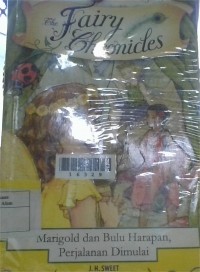 The Fairy
Chronicles
Marigold dan Bulu Harapan,
Perjalanan Dimulai
J.H. SWEET